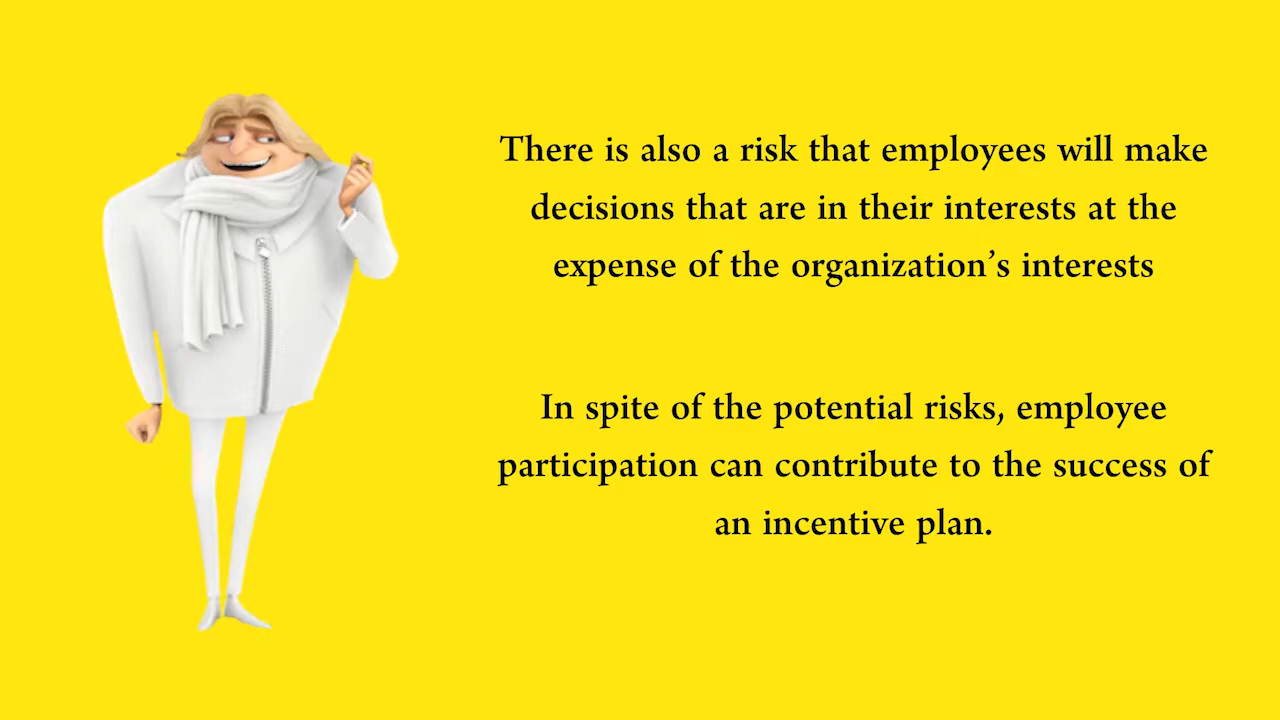 There is also a risk that employees will make
decisions that are in their interests at the
expense of the organization’s interests
In spite of the potential risks, employee
participation can contribute to the success of
an incentive plan.